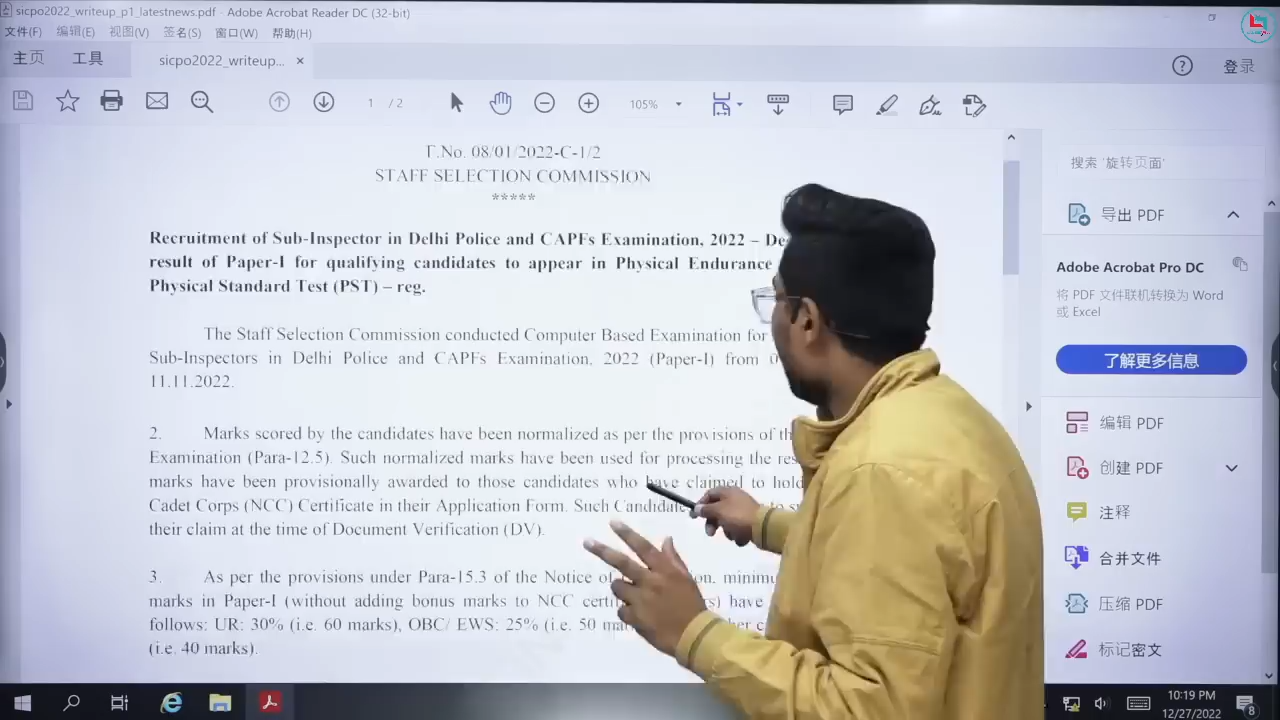 sicpo2022_writeup_p1_latestnews.pdf - Adobe Acrobat Reader DC (32-bit)
文件(F) 编辑(E) 视图(V) 签名(S) 窗口(W) 帮助(H)
主页 工具 sicpo2022_writeup... × 登录
1 / 2 105%
F.No. 08/01/2022-C-1/2
STAFF SELECTION COMMISSION
*****
Recruitment of Sub-Inspector in Delhi Police and CAPFs Examination, 2022 –
result of Paper-I for qualifying candidates to appear in Physical Endurance
Physical Standard Test (PST) – reg.
The Staff Selection Commission conducted Computer Based Examination for
Sub-Inspectors in Delhi Police and CAPFs Examination, 2022 (Paper-I) from
11.11.2022.
2. Marks scored by the candidates have been normalized as per the provisions of
Examination (Para-12.5). Such normalized marks have been used for processing the
marks have been provisionally awarded to those candidates who have claimed to hold
Cadet Corps (NCC) Certificate in their Application Form. Such to
their claim at the time of Document Verification (DV).
3. As per the provisions under Para-15.3 of the Notice of
marks in Paper-I (without adding bonus marks to NCC have
follows: UR: 30% (i.e. 60 marks), OBC/ EWS: 25% (i.e. 50
(i.e. 40 marks).
搜索 '旋转页面'
导出 PDF
Adobe Acrobat Pro DC
将 PDF 文件联机转换为 Word
或 Excel
了解更多信息
编辑 PDF
创建 PDF
注释
合并文件
压缩 PDF
标记密文
10:19 PM
12/27/2022
8